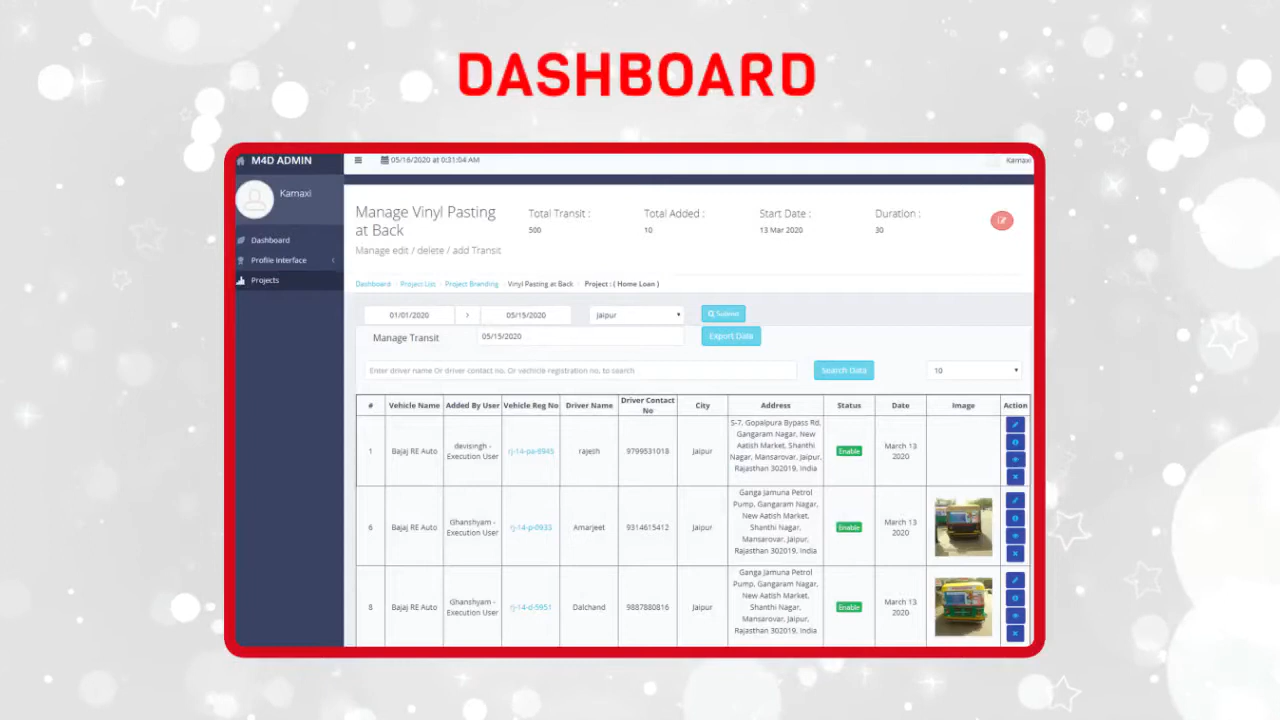 DASHBOARD
M4D ADMIN
05/16/2020 at 0:31:04 AM
Kamaxi
Kamaxi
Dashboard
Profile Interface
Projects
Manage Vinyl Pasting
at Back
Manage edit / delete / add Transit
Total Transit :
500
Total Added :
10
Start Date :
13 Mar 2020
Duration :
30
Dashboard
Project List
Project Branding
Vinyl Pasting at Back
Project : ( Home Loan )
01/01/2020
05/15/2020
Jaipur
Submit
Manage Transit
05/15/2020
Export Data
Enter driver name Or driver contact no. Or vechicle registration no. to search
Search Data
10
# Vehicle Name Added By User Vehicle Reg No Driver Name Driver Contact No City Address Status Date Image Action
1
Bajaj RE Auto
devisingh -
Execution User
rj-14-pa-6945
rajesh
9799531018
Jaipur
S-7, Gopalpura Bypass Rd,
Gangaram Nagar, New
Aatish Market, Shanthi
Nagar, Mansarovar, Jaipur,
Rajasthan 302019, India
Enable
March 13
2020
6
Bajaj RE Auto
Ghanshyam -
Execution User
rj-14-p-0933
Amarjeet
9314615412
Jaipur
Ganga Jamuna Petrol
Pump, Gangaram Nagar,
New Aatish Market,
Shanthi Nagar,
Mansarovar, Jaipur,
Rajasthan 302019, India
Enable
March 13
2020
8
Bajaj RE Auto
Ghanshyam -
Execution User
rj-14-d-5951
Dalchand
9887880816
Jaipur
Ganga Jamuna Petrol
Pump, Gangaram Nagar,
New Aatish Market,
Shanthi Nagar,
Mansarovar, Jaipur,
Rajasthan 302019, India
Enable
March 13
2020